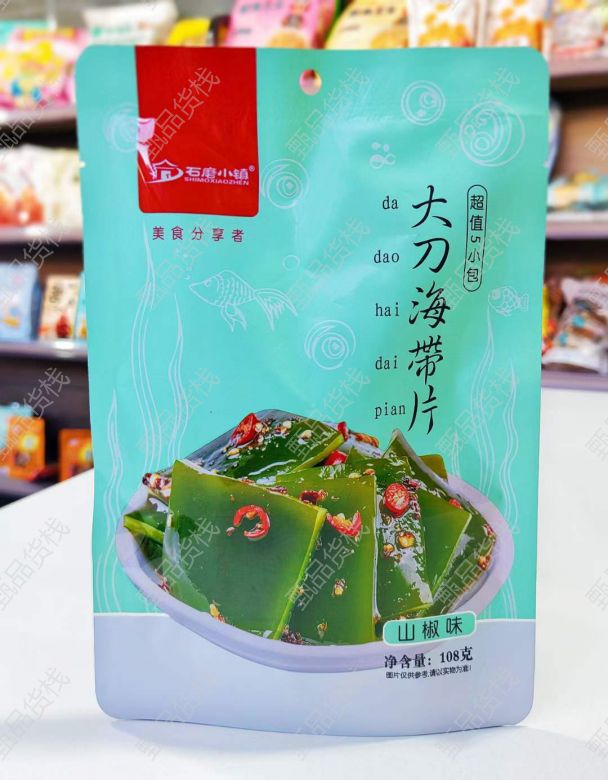 石磨小镇®
SHIMOXIAOZHEN
美食分享者
超值5小包
da 大
dao 刀
hai 海
dai 带
pian 片
山椒味
净含量：108克
图片仅供参考,请以实物为准!
甄品货栈